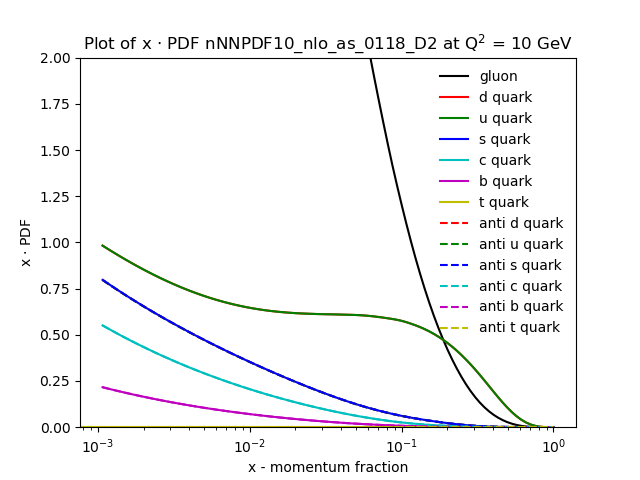 Plot of x · PDF nNNPDF10_nlo_as_0118_D2 at Q² = 10 GeV
2.00
1.75
1.50
1.25
1.00
0.75
0.50
0.25
0.00
x · PDF
gluon
d quark
u quark
s quark
c quark
b quark
t quark
anti d quark
anti u quark
anti s quark
anti c quark
anti b quark
anti t quark
10⁻³ 10⁻² 10⁻¹ 10⁰
x - momentum fraction